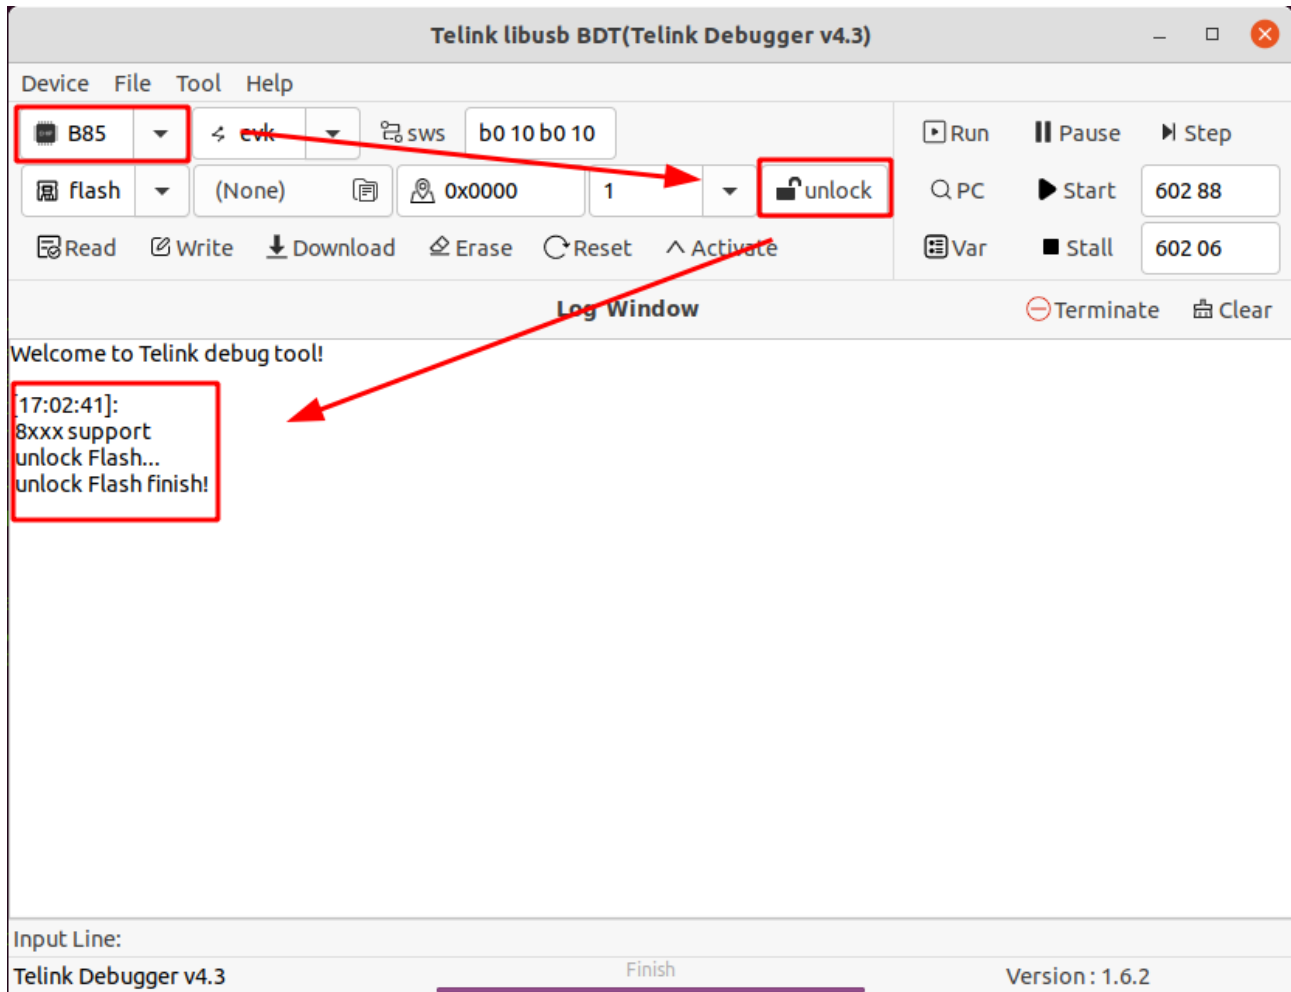 Telink libusb BDT(Telink Debugger v4.3)
Device File Tool Help
B85 evk sws b0 10 b0 10 Run Pause Step
flash (None) 0x0000 1 unlock PC Start 602 88
Read Write Download Erase Reset Activate Var Stall 602 06
Log Window Terminate Clear
Welcome to Telink debug tool!
[17:02:41]:
8xxx support
unlock Flash...
unlock Flash finish!
Input Line:
Telink Debugger v4.3 Finish Version : 1.6.2